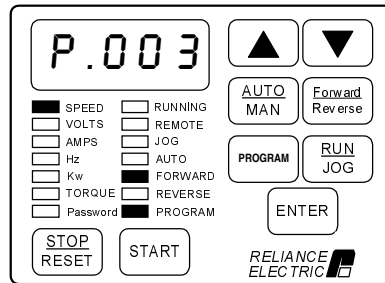 P.003
AUTO
MAN
Forward
Reverse
SPEED
RUNNING
VOLTS
REMOTE
AMPS
JOG
Hz
AUTO
Kw
FORWARD
TORQUE
REVERSE
Password
PROGRAM
PROGRAM
RUN
JOG
ENTER
STOP
RESET
START
RELIANCE
ELECTRIC